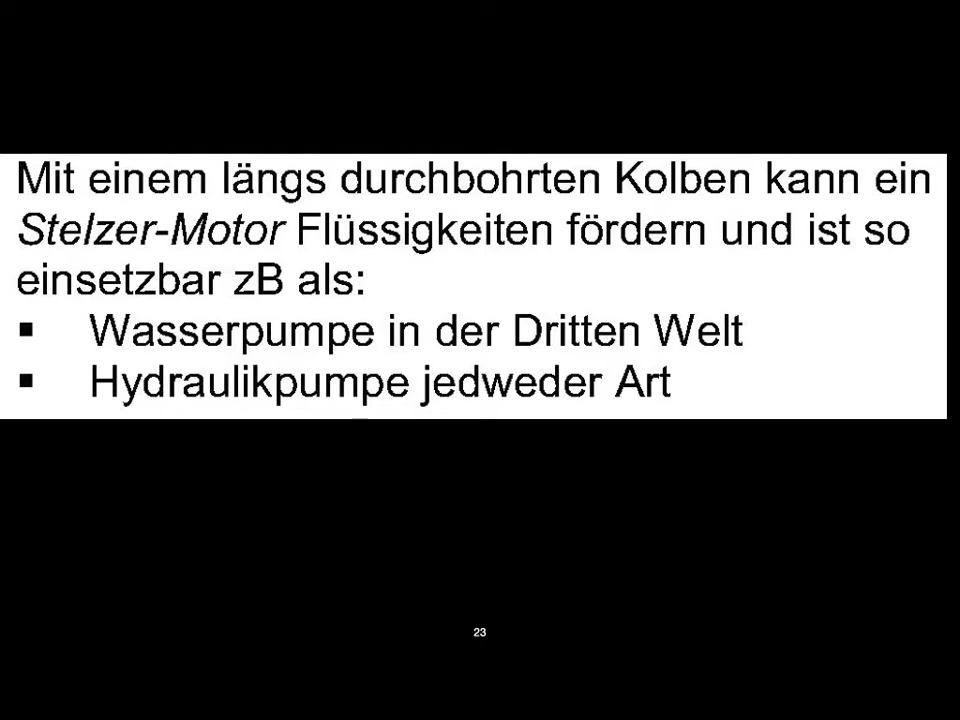 Mit einem längs durchbohrten Kolben kann ein
Stelzer-Motor Flüssigkeiten fördern und ist so
einsetzbar zB als:
▪ Wasserpumpe in der Dritten Welt
▪ Hydraulikpumpe jedweder Art
23